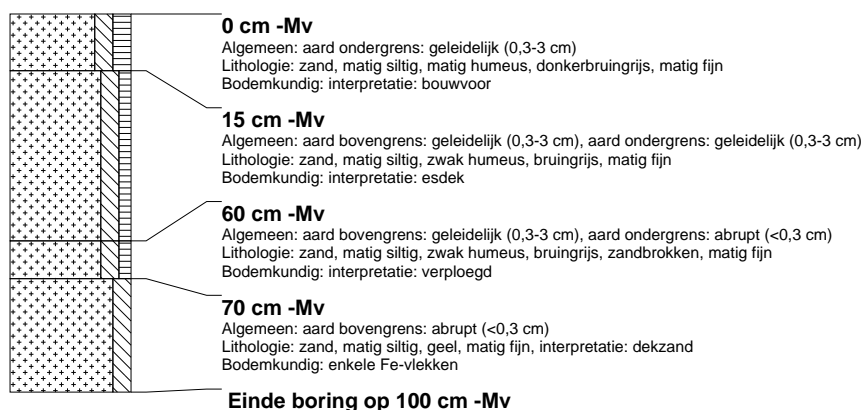 0 cm -Mv
Algemeen: aard ondergrens: geleidelijk (0,3-3 cm)
Lithologie: zand, matig siltig, matig humeus, donkerbruingrijs, matig fijn
Bodemkundig: interpretatie: bouwvoor
15 cm -Mv
Algemeen: aard bovengrens: geleidelijk (0,3-3 cm), aard ondergrens: geleidelijk (0,3-3 cm)
Lithologie: zand, matig siltig, zwak humeus, bruingrijs, matig fijn
Bodemkundig: interpretatie: esdek
60 cm -Mv
Algemeen: aard bovengrens: geleidelijk (0,3-3 cm), aard ondergrens: abrupt (<0,3 cm)
Lithologie: zand, matig siltig, zwak humeus, bruingrijs, zandbrokken, matig fijn
Bodemkundig: interpretatie: verploegd
70 cm -Mv
Algemeen: aard bovengrens: abrupt (<0,3 cm)
Lithologie: zand, matig siltig, geel, matig fijn, interpretatie: dekzand
Bodemkundig: enkele Fe-vlekken
Einde boring op 100 cm -Mv